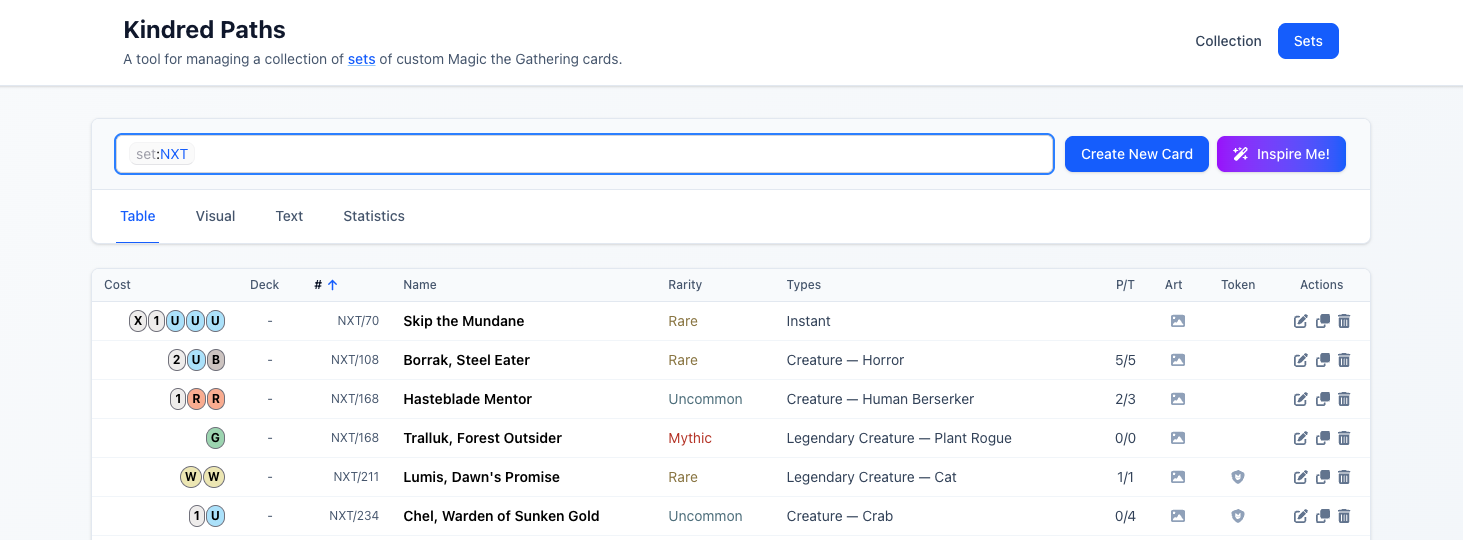 Kindred Paths
A tool for managing a collection of sets of custom Magic the Gathering cards.
Collection Sets
set:NXT Create New Card Inspire Me!
Table Visual Text Statistics
Cost Deck # ↑ Name Rarity Types P/T Art Token Actions
X 1 U U U - NXT/70 Skip the Mundane Rare Instant
2 U B - NXT/108 Borrak, Steel Eater Rare Creature — Horror 5/5
1 R R - NXT/168 Hasteblade Mentor Uncommon Creature — Human Berserker 2/3
G - NXT/168 Tralluk, Forest Outsider Mythic Legendary Creature — Plant Rogue 0/0
W W - NXT/211 Lumis, Dawn's Promise Rare Legendary Creature — Cat 1/1
1 U - NXT/234 Chel, Warden of Sunken Gold Uncommon Creature — Crab 0/4